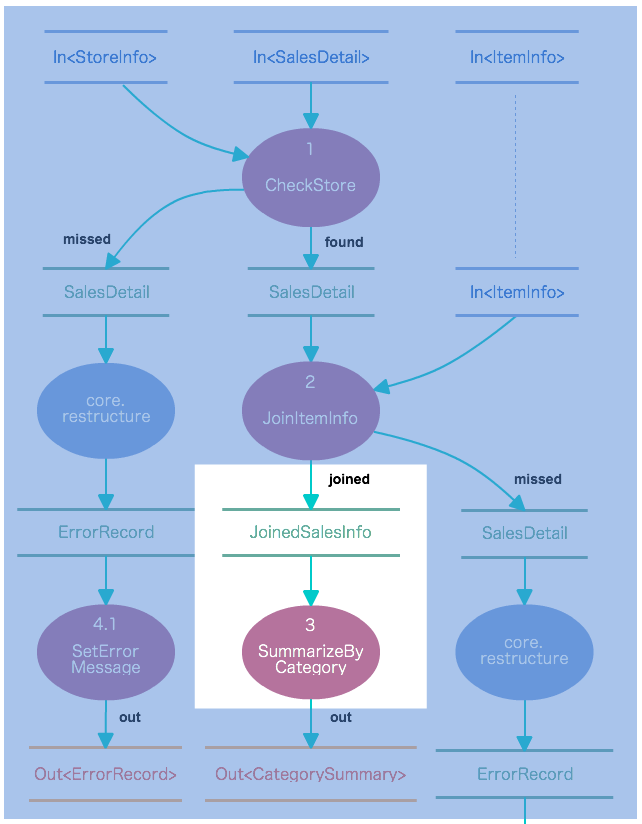 In<StoreInfo>
In<SalesDetail>
In<ItemInfo>
1
CheckStore
missed
found
SalesDetail
SalesDetail
In<ItemInfo>
core.
restructure
2
JoinItemInfo
joined
missed
ErrorRecord
JoinedSalesInfo
SalesDetail
4.1
SetError
Message
3
SummarizeBy
Category
core.
restructure
out
out
Out<ErrorRecord>
Out<CategorySummary>
ErrorRecord